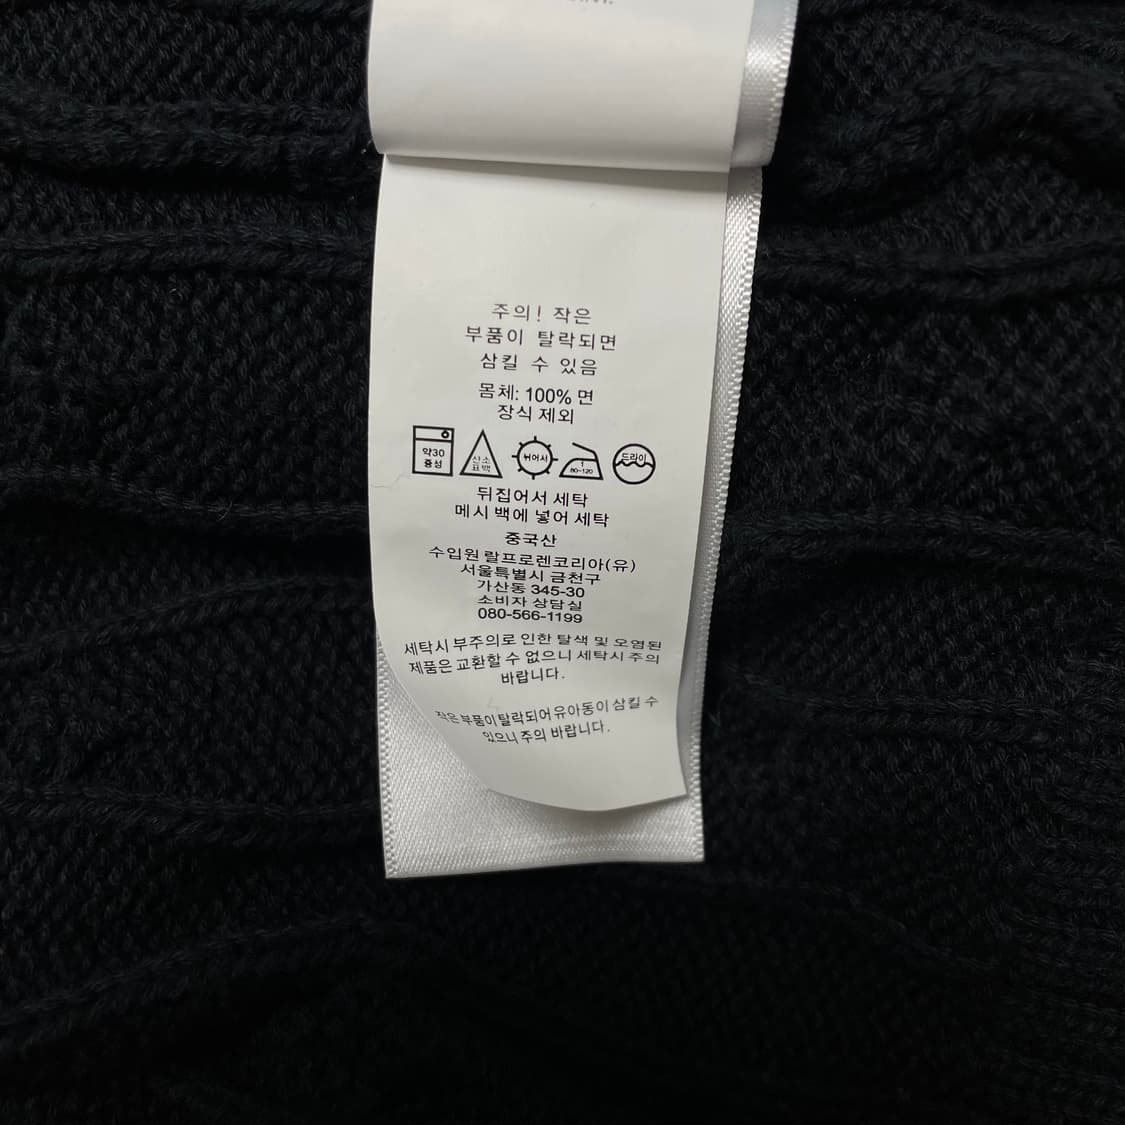 주의! 작은
부품이 탈락되면
삼킬 수 있음
몸체: 100% 면
장식 제외
약30
중성
산소
표백
뉘어서
1
80~120
드라이
뒤집어서 세탁
메시 백에 넣어 세탁
중국산
수입원 랄프로렌코리아(유)
서울특별시 금천구
가산동 345-30
소비자 상담실
080-566-1199
세탁시 부주의로 인한 탈색 및 오염된
제품은 교환할 수 없으니 세탁시 주의
바랍니다.
작은 부품이 탈락되어 유아동이 삼킬 수
있으니 주의 바랍니다.